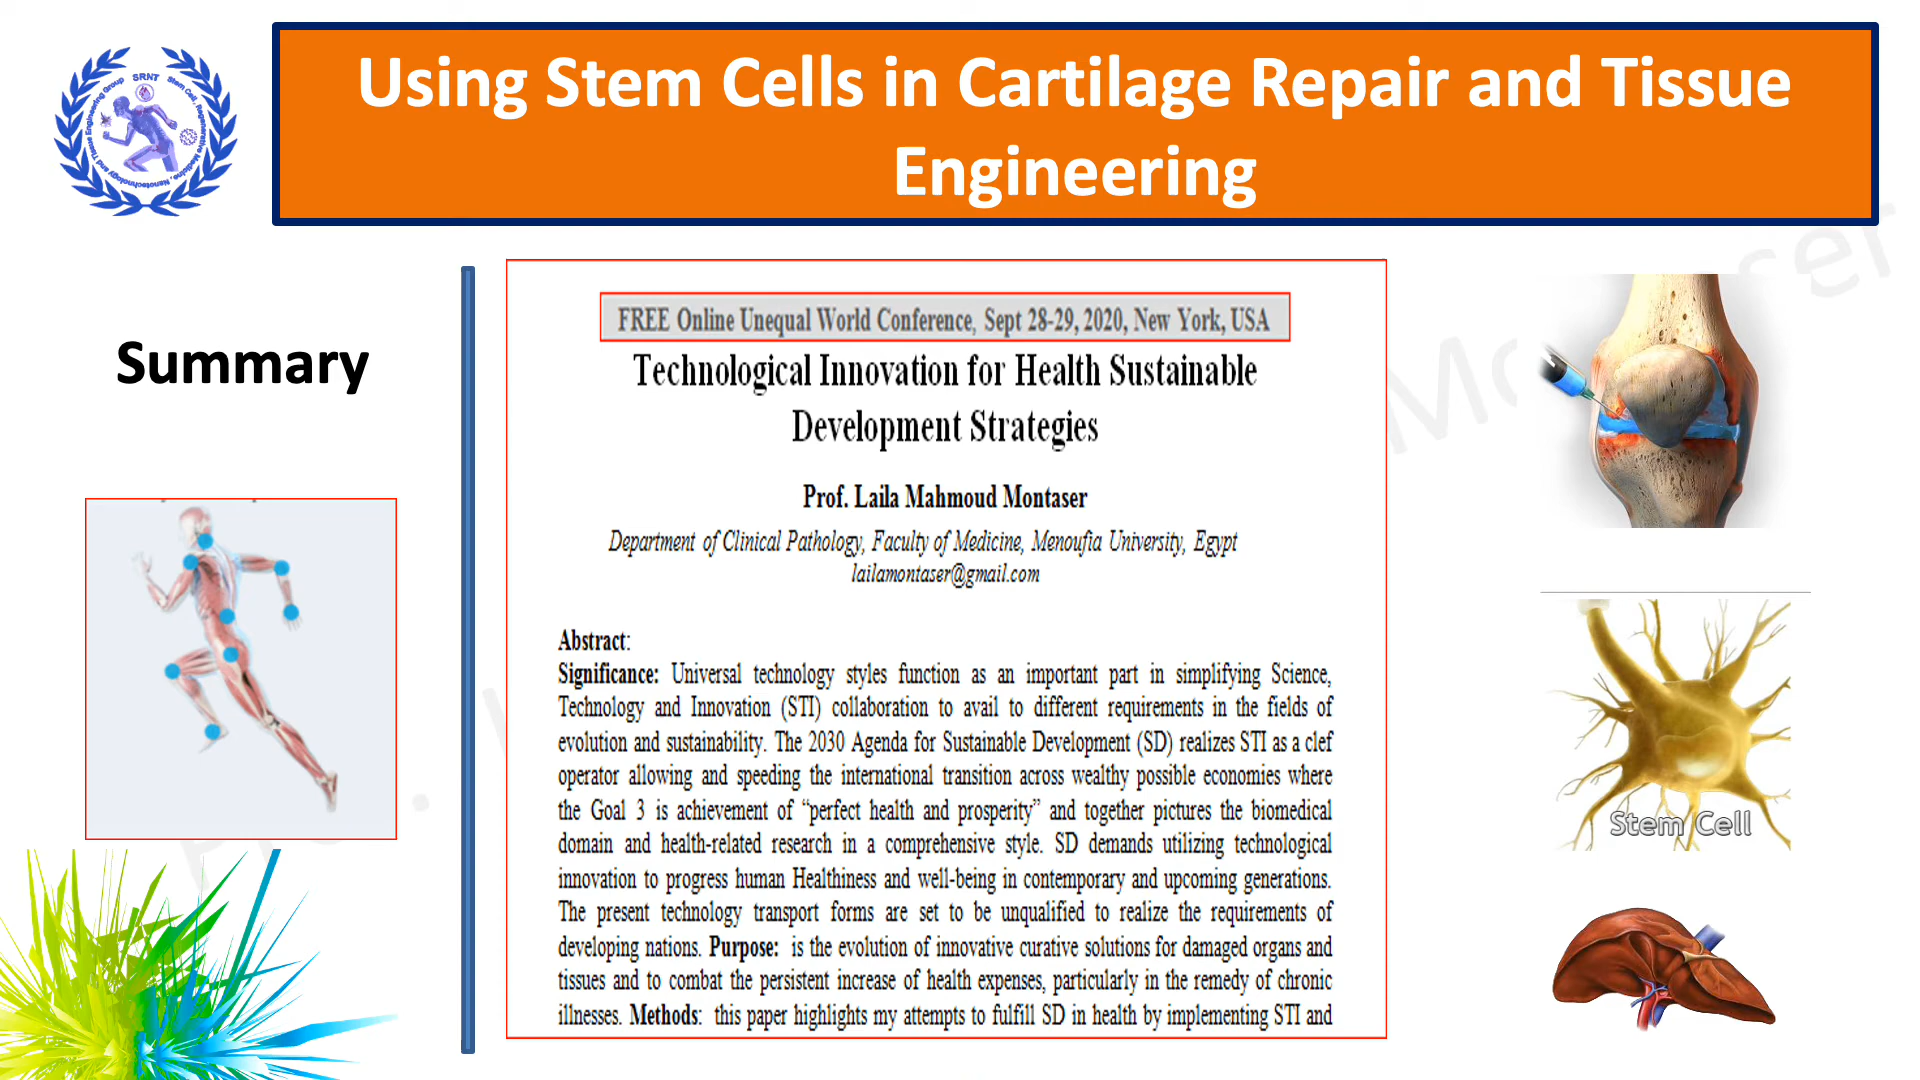 Using Stem Cells in Cartilage Repair and Tissue
Engineering
SRNT Stem Cell, Regenerative Medicine, Nanotechnology and Tissue Engineering Group
Summary
FREE Online Unequal World Conference, Sept 28-29, 2020, New York, USA
Technological Innovation for Health Sustainable
Development Strategies
Prof. Laila Mahmoud Montaser
Department of Clinical Pathology, Faculty of Medicine, Menoufia University, Egypt
lailamontaser@gmail.com
Abstract:
Significance: Universal technology styles function as an important part in simplifying Science,
Technology and Innovation (STI) collaboration to avail to different requirements in the fields of
evolution and sustainability. The 2030 Agenda for Sustainable Development (SD) realizes STI as a clef
operator allowing and speeding the international transition across wealthy possible economies where
the Goal 3 is achievement of “perfect health and prosperity” and together pictures the biomedical
domain and health-related research in a comprehensive style. SD demands utilizing technological
innovation to progress human Healthiness and well-being in contemporary and upcoming generations.
The present technology transport forms are set to be unqualified to realize the requirements of
developing nations. Purpose: is the evolution of innovative curative solutions for damaged organs and
tissues and to combat the persistent increase of health expenses, particularly in the remedy of chronic
illnesses. Methods: this paper highlights my attempts to fulfill SD in health by implementing STI and
Stem Cell